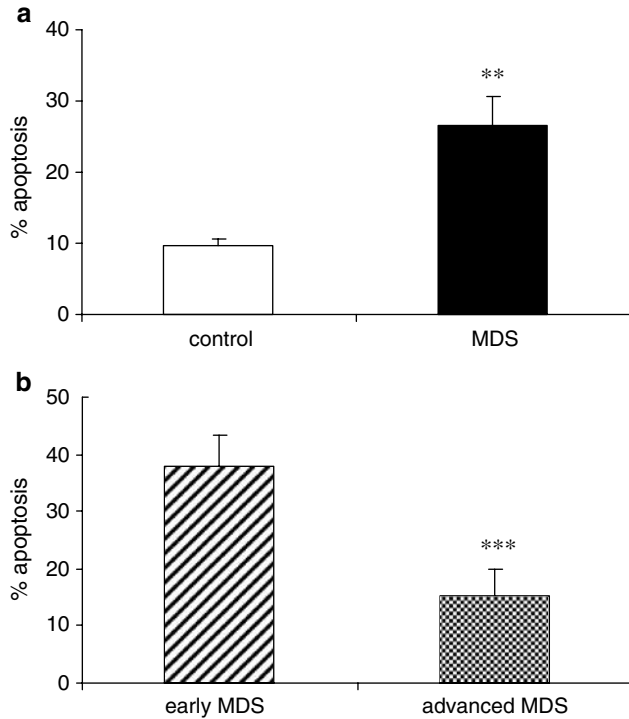 a
40
30
20
10
0
% apoptosis
**
control
MDS
b
50
40
30
20
10
0
% apoptosis
***
early MDS
advanced MDS